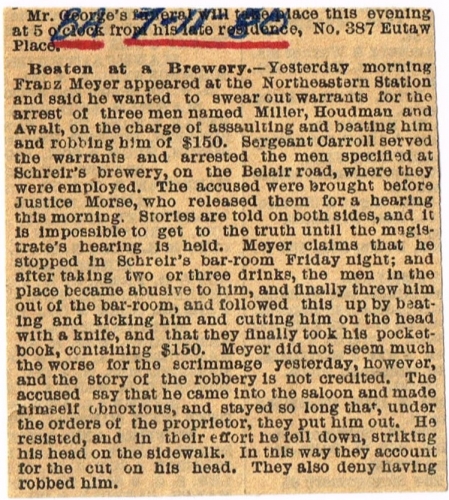 Mr. George's funeral will take place this evening
at 5 o'clock from his late residence, No. 387 Eutaw
Place.
Beaten at a Brewery.—Yesterday morning
Franz Meyer appeared at the Northeastern Station
and said he wanted to swear out warrants for the
arrest of three men named Miller, Houdman and
Awalt, on the charge of assaulting and beating him
and robbing him of $150. Sergeant Carroll served
the warrants and arrested the men specified at
Schreir's brewery, on the Belair road, where they
were employed. The accused were brought before
Justice Morse, who released them for a hearing
this morning. Stories are told on both sides, and it
is impossible to get to the truth until the magis-
trate's hearing is held. Meyer claims that he
stopped in Schreir's bar-room Friday night; and
after taking two or three drinks, the men in the
place became abusive to him, and finally threw him
out of the bar-room, and followed this up by beat-
ing and kicking him and cutting him on the head
with a knife, and that they finally took his pocket-
book, containing $150. Meyer did not seem much
the worse for the scrimmage yesterday, however,
and the story of the robbery is not credited. The
accused say that he came into the saloon and made
himself obnoxious, and stayed so long that, under
the orders of the proprietor, they put him out. He
resisted, and in their effort he fell down, striking
his head on the sidewalk. In this way they account
for the cut on his head. They also deny having
robbed him.